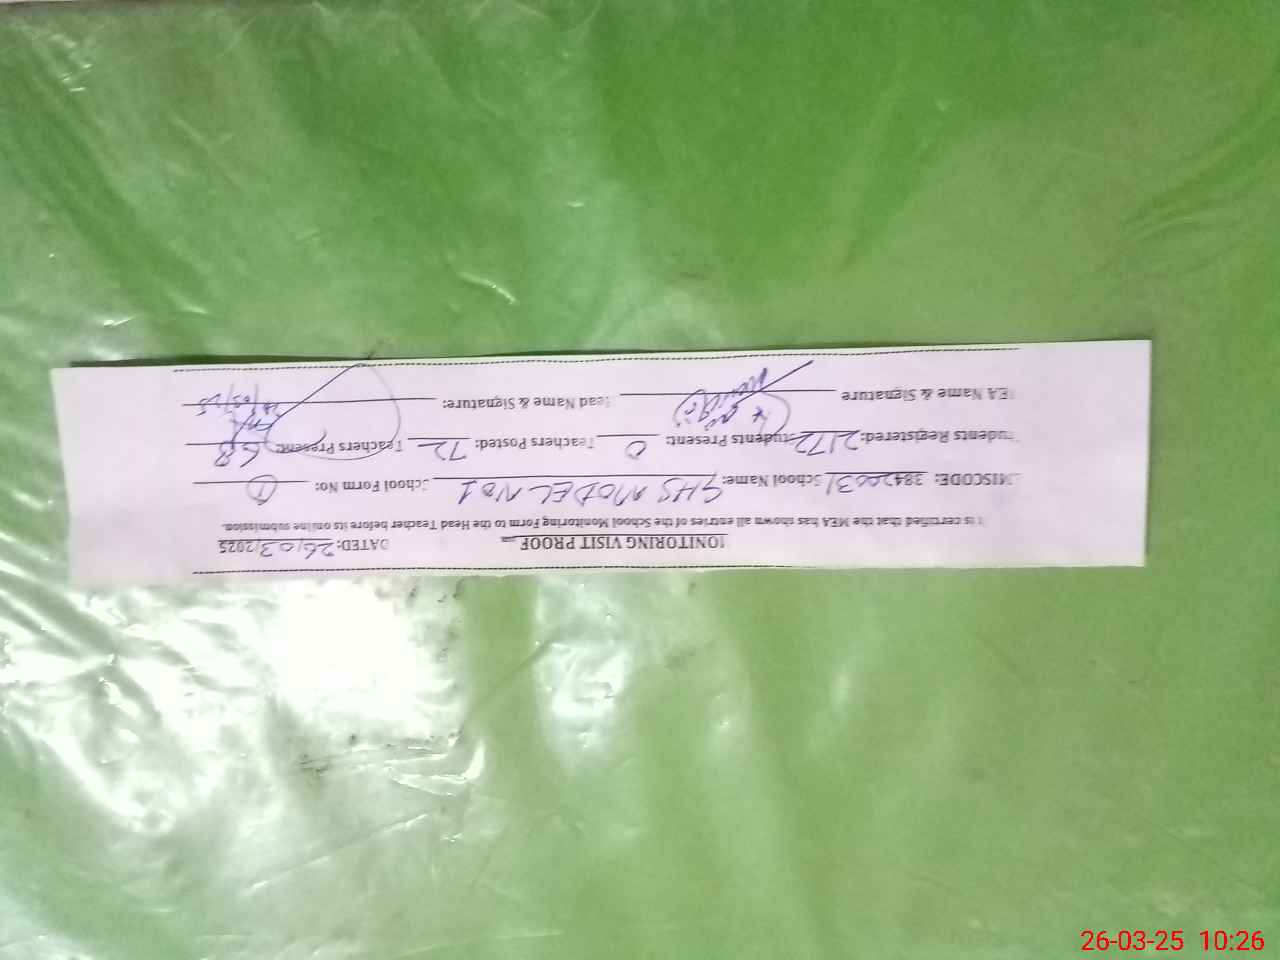 MONITORING VISIT PROOF DATED: 26/03/2025
It is certified that the MEA has shown all entries of the School Monitoring Form to the Head Teacher before its online submission.
EMISCODE: 38420031 School Name: GHS MODEL NO 1 School Form No: 1
Students Registered: 2172 Students Present: 0 Teachers Posted: 72 Teachers Present: 68
MEA Name & Signature Head Name & Signature:
26/03/25
26-03-25 10:26